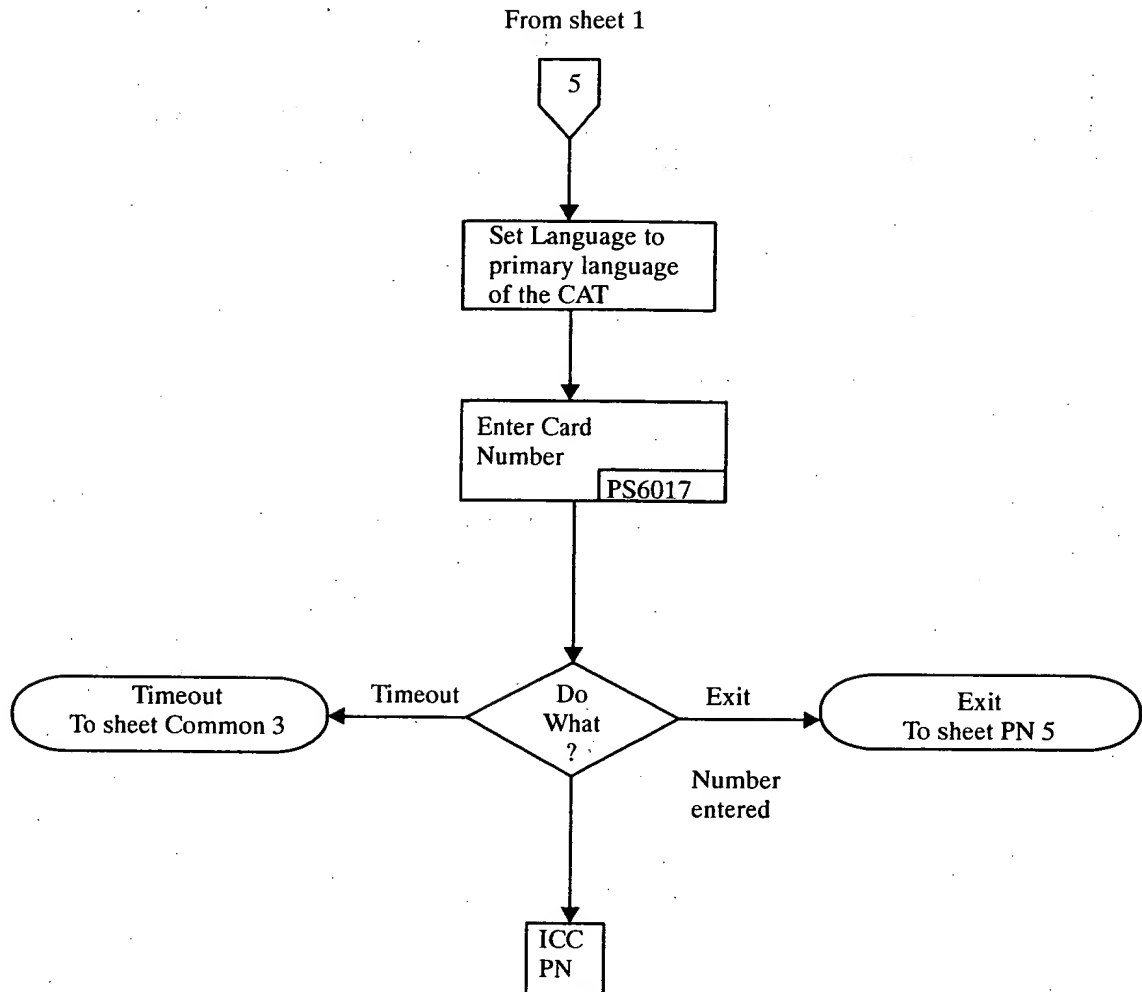 From sheet 1
5
Set Language to
primary language
of the CAT
Enter Card
Number
PS6017
Timeout
To sheet Common 3
Timeout
Do
What
?
Exit
Exit
To sheet PN 5
Number
entered
ICC
PN